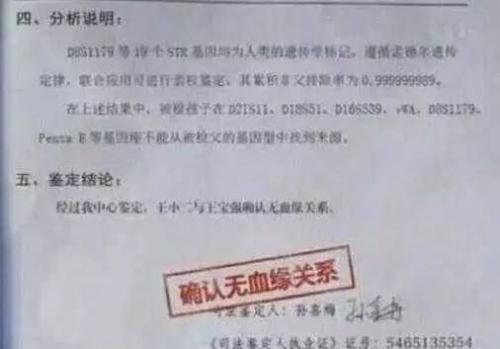 四、分析说明：
D8S1179 等 19 个 STR 基因均为人类的遗传学标记，遵循孟德尔遗传
定律，联合应用可进行亲权鉴定，其累积非父排除率为 0.999999989。
在上述结果中，被检孩子在 D21S11、D18S51、D16S539、vWA、D8S1179、
Penta E 等基因座不能从被检父的基因型中找到来源。
五、鉴定结论：
经过我中心鉴定，王小二与王宝强确认无血缘关系。
确认无血缘关系
司法鉴定人：孙喜梅
《司法鉴定人执业证》证号：5465135354